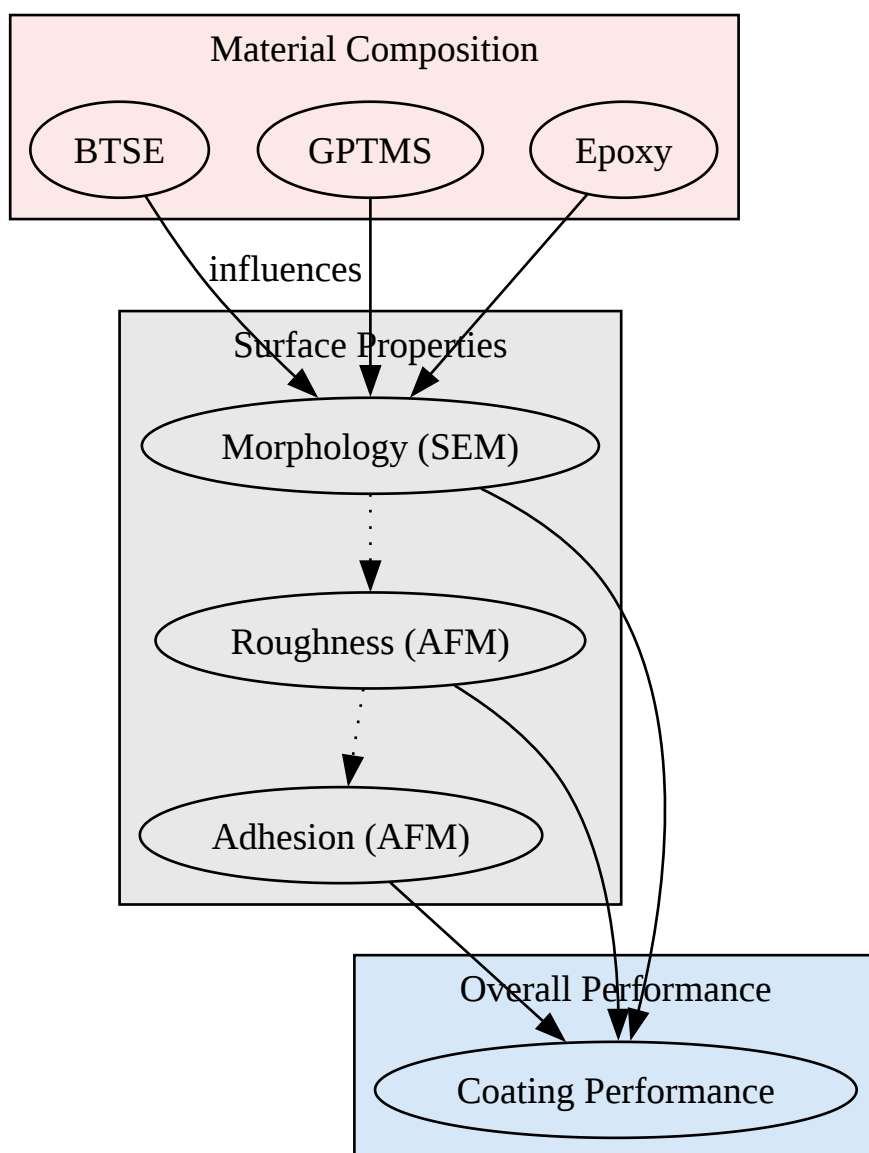 Material Composition
BTSE
GPTMS
Epoxy
influences
Surface Properties
Morphology (SEM)
Roughness (AFM)
Adhesion (AFM)
Overall Performance
Coating Performance